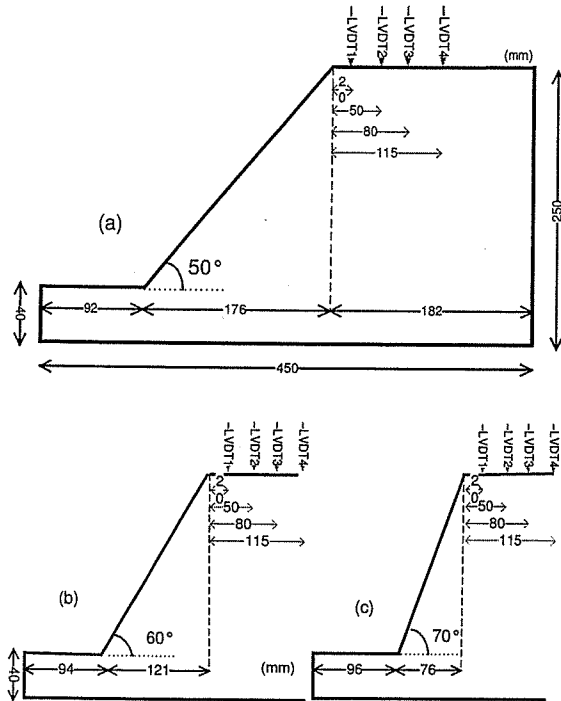 -LVDT1-
-LVDT2-
-LVDT3-
-LVDT4-
(mm)
2
0
50
80
115
250
(a)
50°
40
92
176
182
450
-LVDT1-
-LVDT2-
-LVDT3-
-LVDT4-
2
0
50
80
115
(b)
60°
40
94
121
(mm)
-LVDT1-
-LVDT2-
-LVDT3-
-LVDT4-
2
0
50
80
115
(c)
70°
96
76